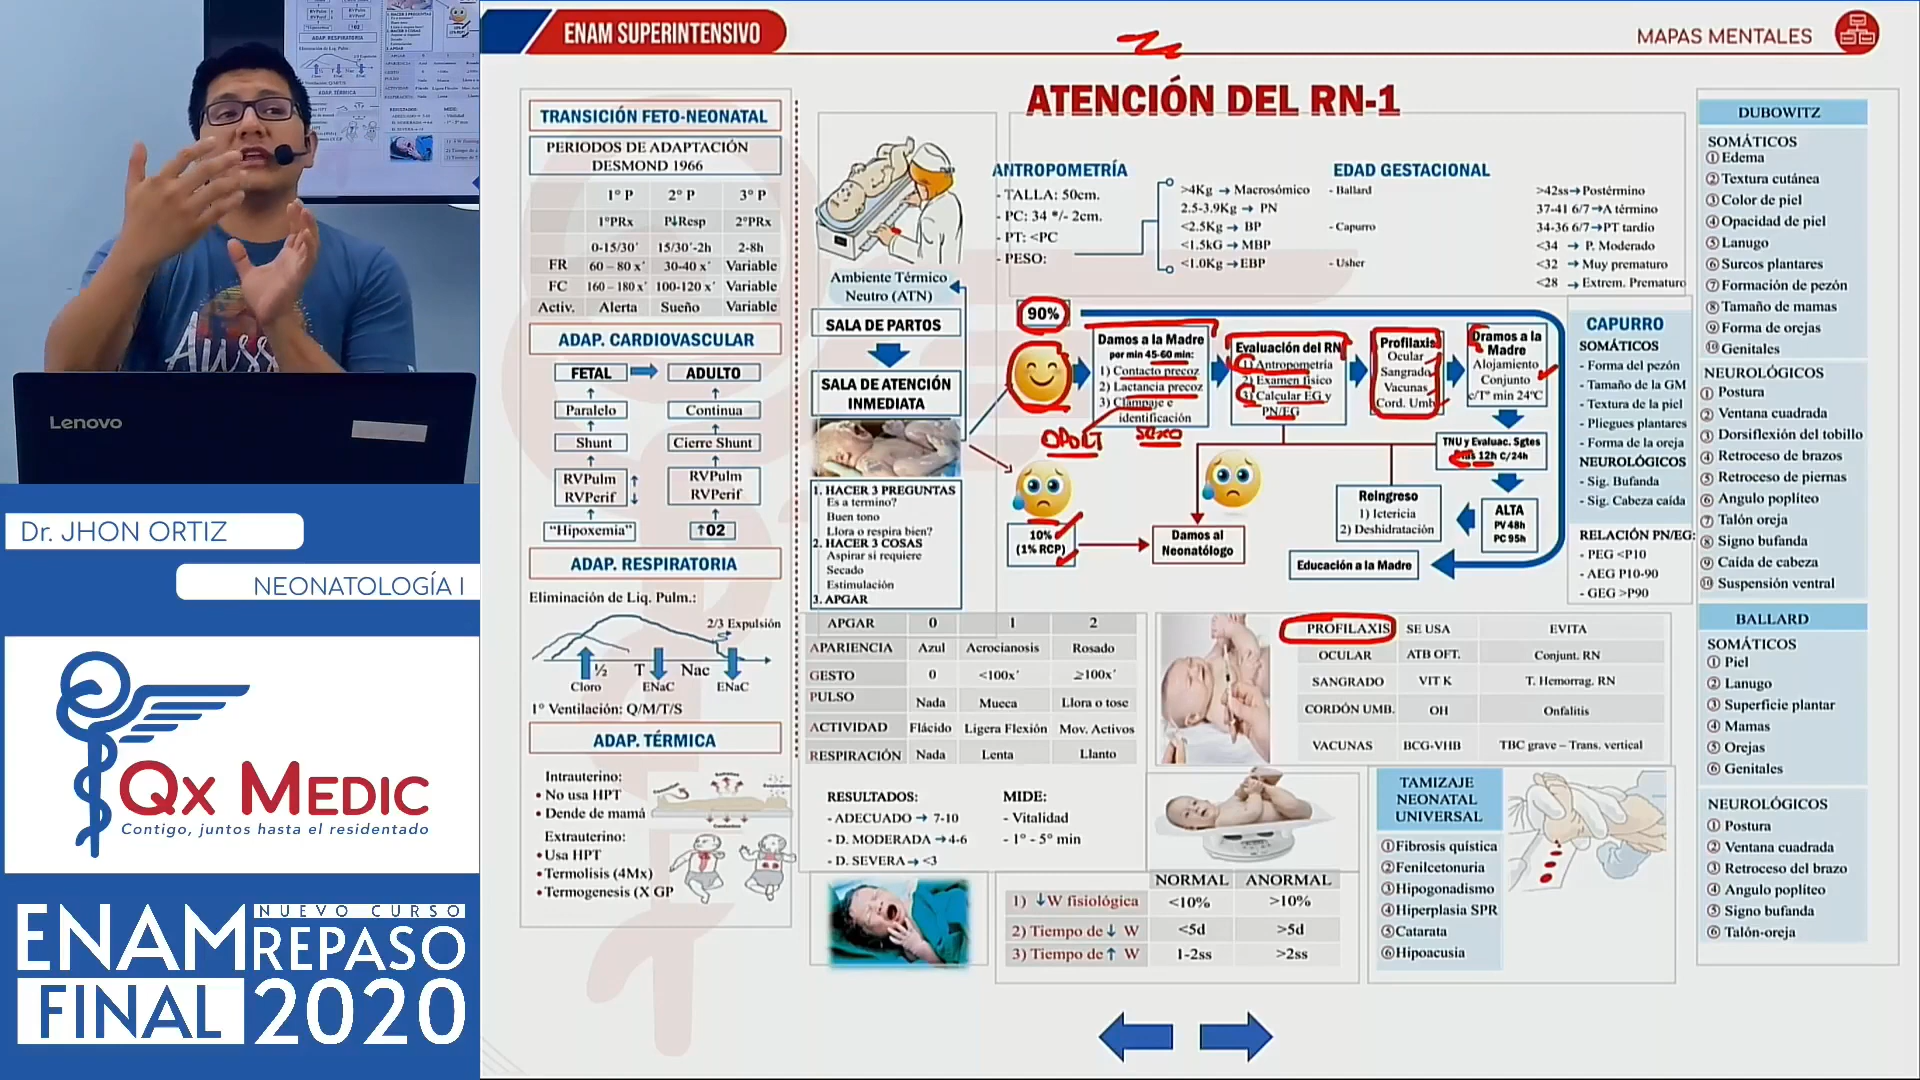 ENAM SUPERINTENSIVO
MAPAS MENTALES
ATENCIÓN DEL RN-1
TRANSICIÓN FETO-NEONATAL
PERIODOS DE ADAPTACIÓN
DESMOND 1966
1° P 2° P 3° P
1°PRx P↓Resp 2°PRx
0-15/30´ 15/30´-2h 2-8h
FR 60 – 80 x´ 30-40 x´ Variable
FC 160 – 180 x´ 100-120 x´ Variable
Activ. Alerta Sueño Variable
ADAP. CARDIOVASCULAR
FETAL ADULTO
Paralelo Continua
Shunt Cierre Shunt
RVPulm ↑ RVPulm
RVPerif ↓ RVPerif
“Hipoxemia” ↑02
ADAP. RESPIRATORIA
Eliminación de Liq. Pulm.:
2/3 Expulsión
½ T Nac
Cloro ENaC ENaC
1° Ventilación: Q/M/T/S
ADAP. TÉRMICA
Intrauterino:
• No usa HPT
• Dende de mamá
Extrauterino:
• Usa HPT
• Termolisis (4Mx)
• Termogenesis (X GP
Ambiente Térmico
Neutro (ATN)
SALA DE PARTOS
SALA DE ATENCIÓN
INMEDIATA
1. HACER 3 PREGUNTAS
Es a termino?
Buen tono
Llora o respira bien?
2. HACER 3 COSAS
Aspirar si requiere
Secado
Estimulación
3. APGAR
ANTROPOMETRÍA
- TALLA: 50cm.
- PC: 34 +/- 2cm.
- PT: <PC
- PESO:
>4Kg → Macrosómico
2.5-3.9Kg → PN
<2.5Kg → BP
<1.5kG → MBP
<1.0Kg → EBP
EDAD GESTACIONAL
- Ballard
- Capurro
- Usher
>42ss → Postérmino
37-41 6/7 → A término
34-36 6/7 → PT tardío
<34 → P. Moderado
<32 → Muy prematuro
<28 → Extrem. Prematuro
90%
Damos a la Madre
por min 45-60 min:
1) Contacto precoz
2) Lactancia precoz
3) Clampaje e
identificación
Evaluación del RN
1) Antropometría
2) Examen físico
3) Calcular EG y
PN/EG
Profilaxis
Ocular
Sangrado
Vacunas
Cord. Umb
Dramos a la
Madre
Alojamiento
Conjunto
c/T° min 24°C
OPORT
SEXO
TNU y Evaluac. Sgtes
12h C/24h
10%
(1% RCP)
Damos al
Neonatólogo
Reingreso
1) Ictericia
2) Deshidratación
ALTA
PV 48h
PC 95h
Educación a la Madre
CAPURRO
SOMÁTICOS
- Forma del pezón
- Tamaño de la GM
- Textura de la piel
- Pliegues plantares
- Forma de la oreja
NEUROLÓGICOS
- Sig. Bufanda
- Sig. Cabeza caída
RELACIÓN PN/EG:
- PEG <P10
- AEG P10-90
- GEG >P90
APGAR 0 1 2
APARIENCIA Azul Acrocianosis Rosado
GESTO 0 <100x´ ≥100x´
PULSO Nada Mueca Llora o tose
ACTIVIDAD Flácido Ligera Flexión Mov. Activos
RESPIRACIÓN Nada Lenta Llanto
RESULTADOS:
- ADECUADO → 7-10
- D. MODERADA → 4-6
- D. SEVERA → <3
MIDE:
- Vitalidad
- 1° - 5° min
PROFILAXIS SE USA EVITA
OCULAR ATB OFT. Conjunt. RN
SANGRADO VIT K T. Hemorrag. RN
CORDÓN UMB. OH Onfalitis
VACUNAS BCG-VHB TBC grave – Trans. vertical
NORMAL ANORMAL
1) ↓W fisiológica <10% >10%
2) Tiempo de ↓ W <5d >5d
3) Tiempo de ↑ W 1-2ss >2ss
TAMIZAJE
NEONATAL
UNIVERSAL
①Fibrosis quística
②Fenilcetonuria
③Hipogonadismo
④Hiperplasia SPR
⑤Catarata
⑥Hipoacusia
DUBOWITZ
SOMÁTICOS
① Edema
② Textura cutánea
③ Color de piel
④ Opacidad de piel
⑤ Lanugo
⑥ Surcos plantares
⑦ Formación de pezón
⑧ Tamaño de mamas
⑨ Forma de orejas
⑩ Genitales
NEUROLÓGICOS
① Postura
② Ventana cuadrada
③ Dorsiflexión del tobillo
④ Retroceso de brazos
⑤ Retroceso de piernas
⑥ Angulo poplíteo
⑦ Talón oreja
⑧ Signo bufanda
⑨ Caída de cabeza
⑩ Suspensión ventral
BALLARD
SOMÁTICOS
① Piel
② Lanugo
③ Superficie plantar
④ Mamas
⑤ Orejas
⑥ Genitales
NEUROLÓGICOS
① Postura
② Ventana cuadrada
③ Retroceso del brazo
④ Angulo poplíteo
⑤ Signo bufanda
⑥ Talón-oreja
Lenovo
Dr. JHON ORTIZ
NEONATOLOGÍA I
QX MEDIC
Contigo, juntos hasta el residentado
NUEVO CURSO
ENAM REPASO
FINAL 2020